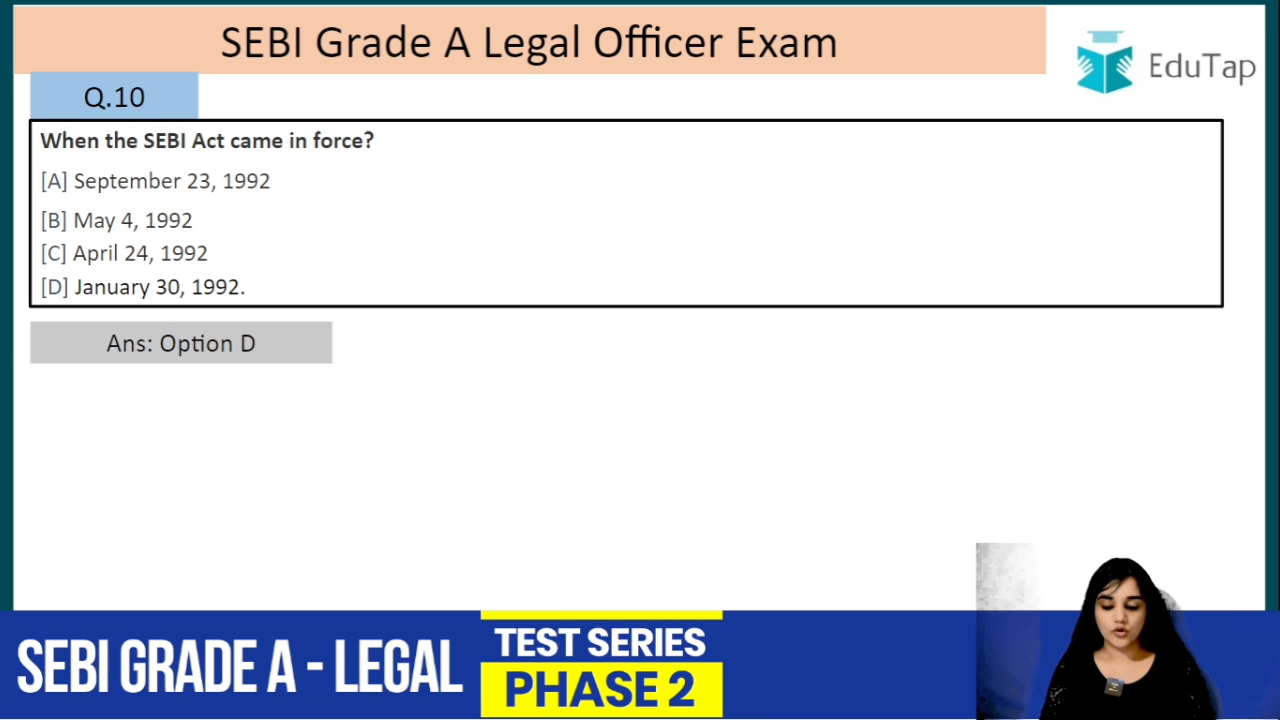 SEBI Grade A Legal Officer Exam
EduTap
Q.10
When the SEBI Act came in force?
[A] September 23, 1992
[B] May 4, 1992
[C] April 24, 1992
[D] January 30, 1992.
Ans: Option D
SEBI GRADE A - LEGAL
TEST SERIES
PHASE 2